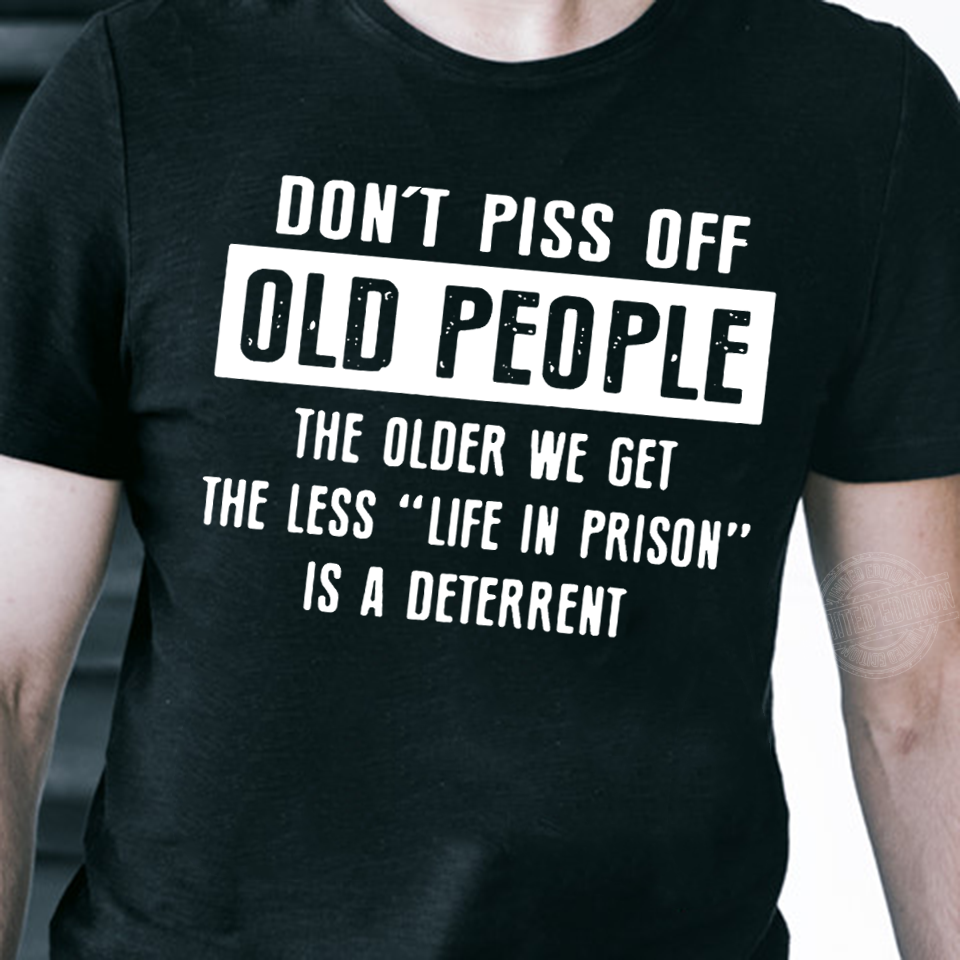 DON'T PISS OFF
OLD PEOPLE
THE OLDER WE GET
THE LESS “LIFE IN PRISON”
IS A DETERRENT